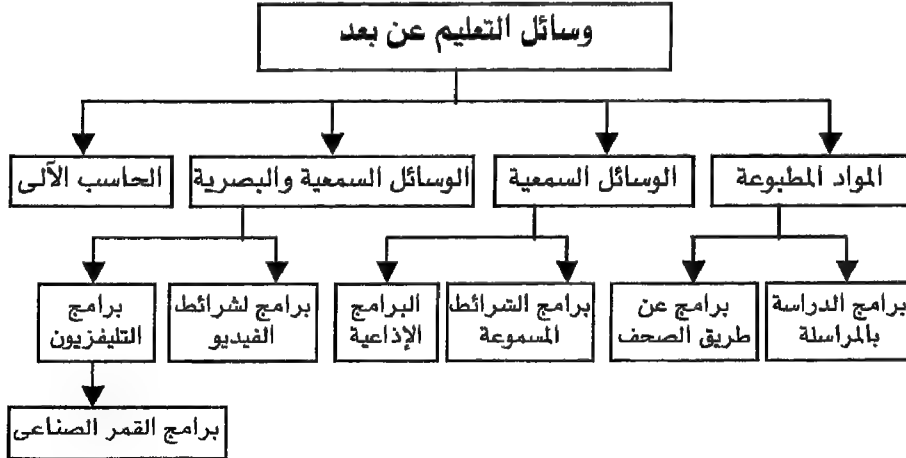 وسائل التعليم عن بعد
المواد المطبوعة
الوسائل السمعية
الوسائل السمعية والبصرية
الحاسب الآلى
برامج الدراسة
بالمراسلة
برامج عن
طريق الصحف
برامج الشرائط
المسموعة
البرامج
الإذاعية
برامج لشرائط
الفيديو
برامج
التليفزيون
برامج القمر الصناعى